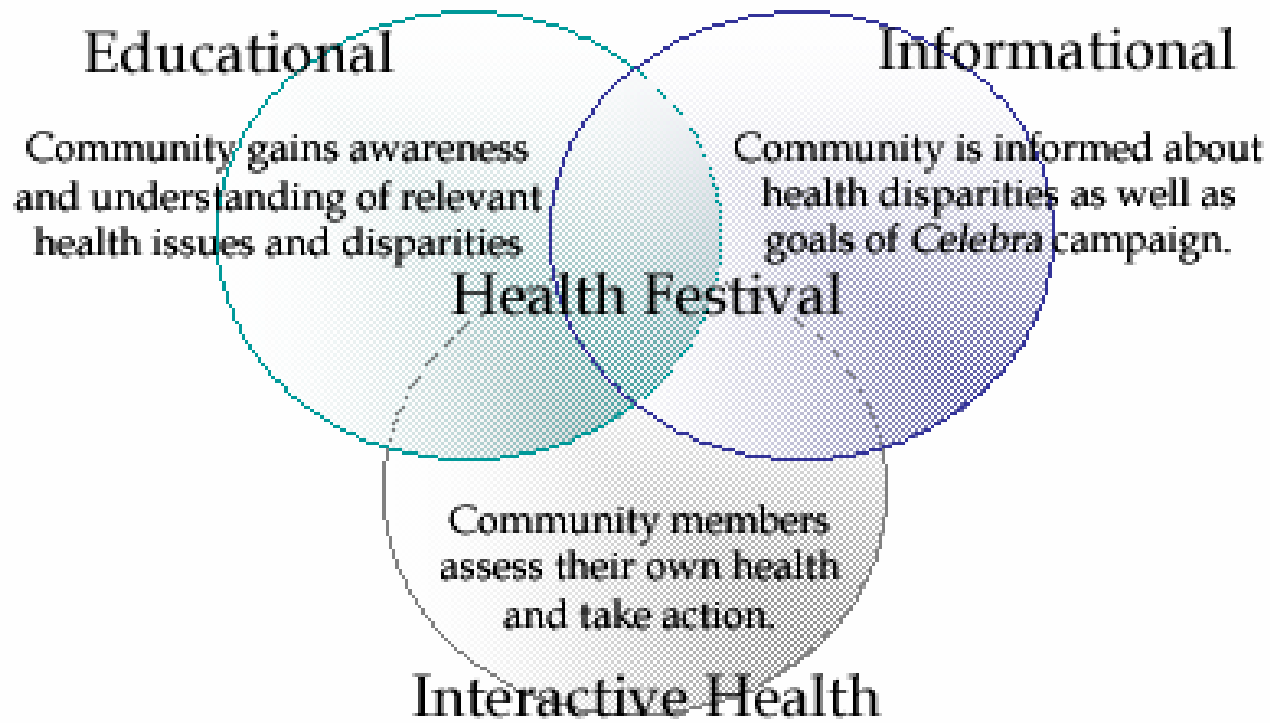 Educational
Informational
Community gains awareness
and understanding of relevant
health issues and disparities
Community is informed about
health disparities as well as
goals of Celebra campaign.
Health Festival
Community members
assess their own health
and take action.
Interactive Health